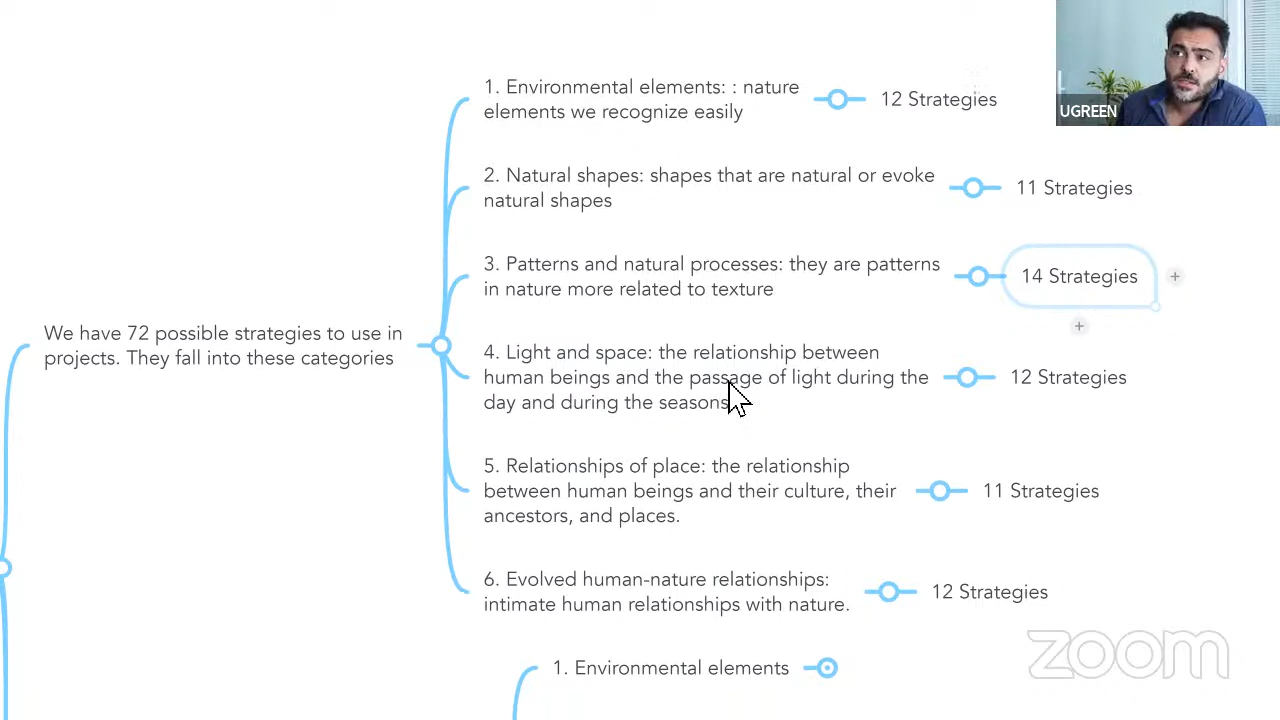 1. Environmental elements: : nature
elements we recognize easily
12 Strategies
UGREEN
2. Natural shapes: shapes that are natural or evoke
natural shapes
11 Strategies
3. Patterns and natural processes: they are patterns
in nature more related to texture
14 Strategies
We have 72 possible strategies to use in
projects. They fall into these categories
4. Light and space: the relationship between
human beings and the passage of light during the
day and during the seasons
12 Strategies
5. Relationships of place: the relationship
between human beings and their culture, their
ancestors, and places.
11 Strategies
6. Evolved human-nature relationships:
intimate human relationships with nature.
12 Strategies
zoom
1. Environmental elements